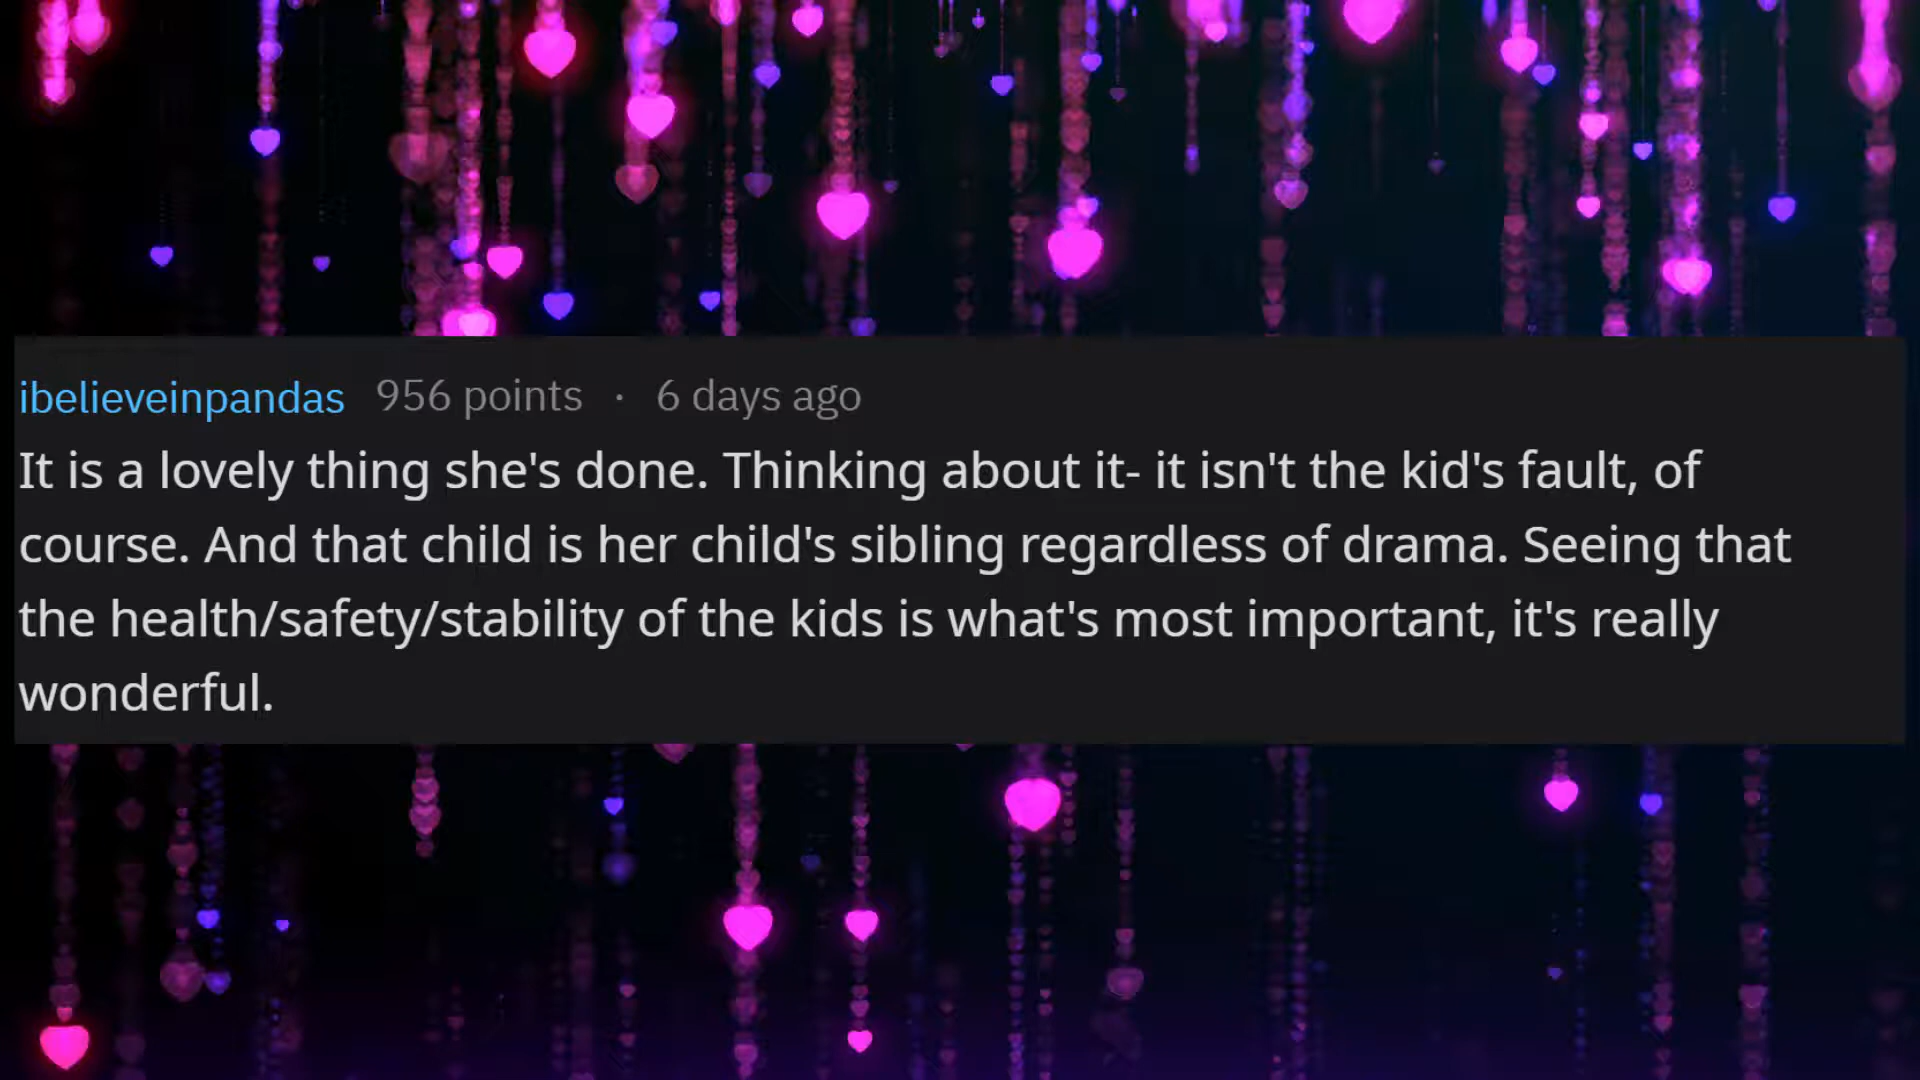 ibelieveinpandas 956 points · 6 days ago
It is a lovely thing she's done. Thinking about it- it isn't the kid's fault, of
course. And that child is her child's sibling regardless of drama. Seeing that
the health/safety/stability of the kids is what's most important, it's really
wonderful.